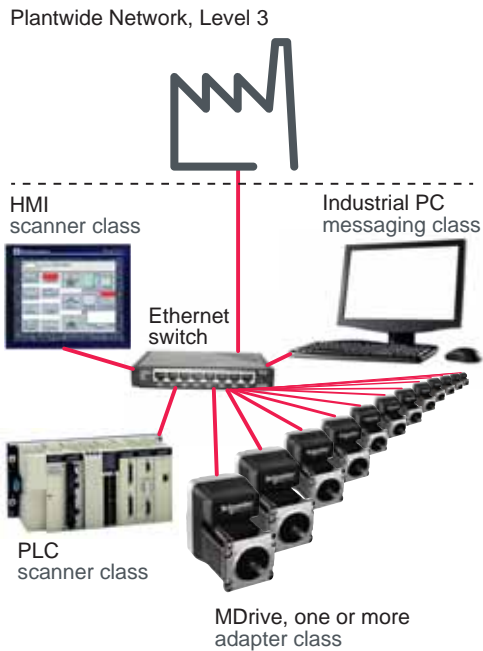 Plantwide Network, Level 3
HMI
scanner class
Industrial PC
messaging class
Ethernet
switch
PLC
scanner class
MDrive, one or more
adapter class